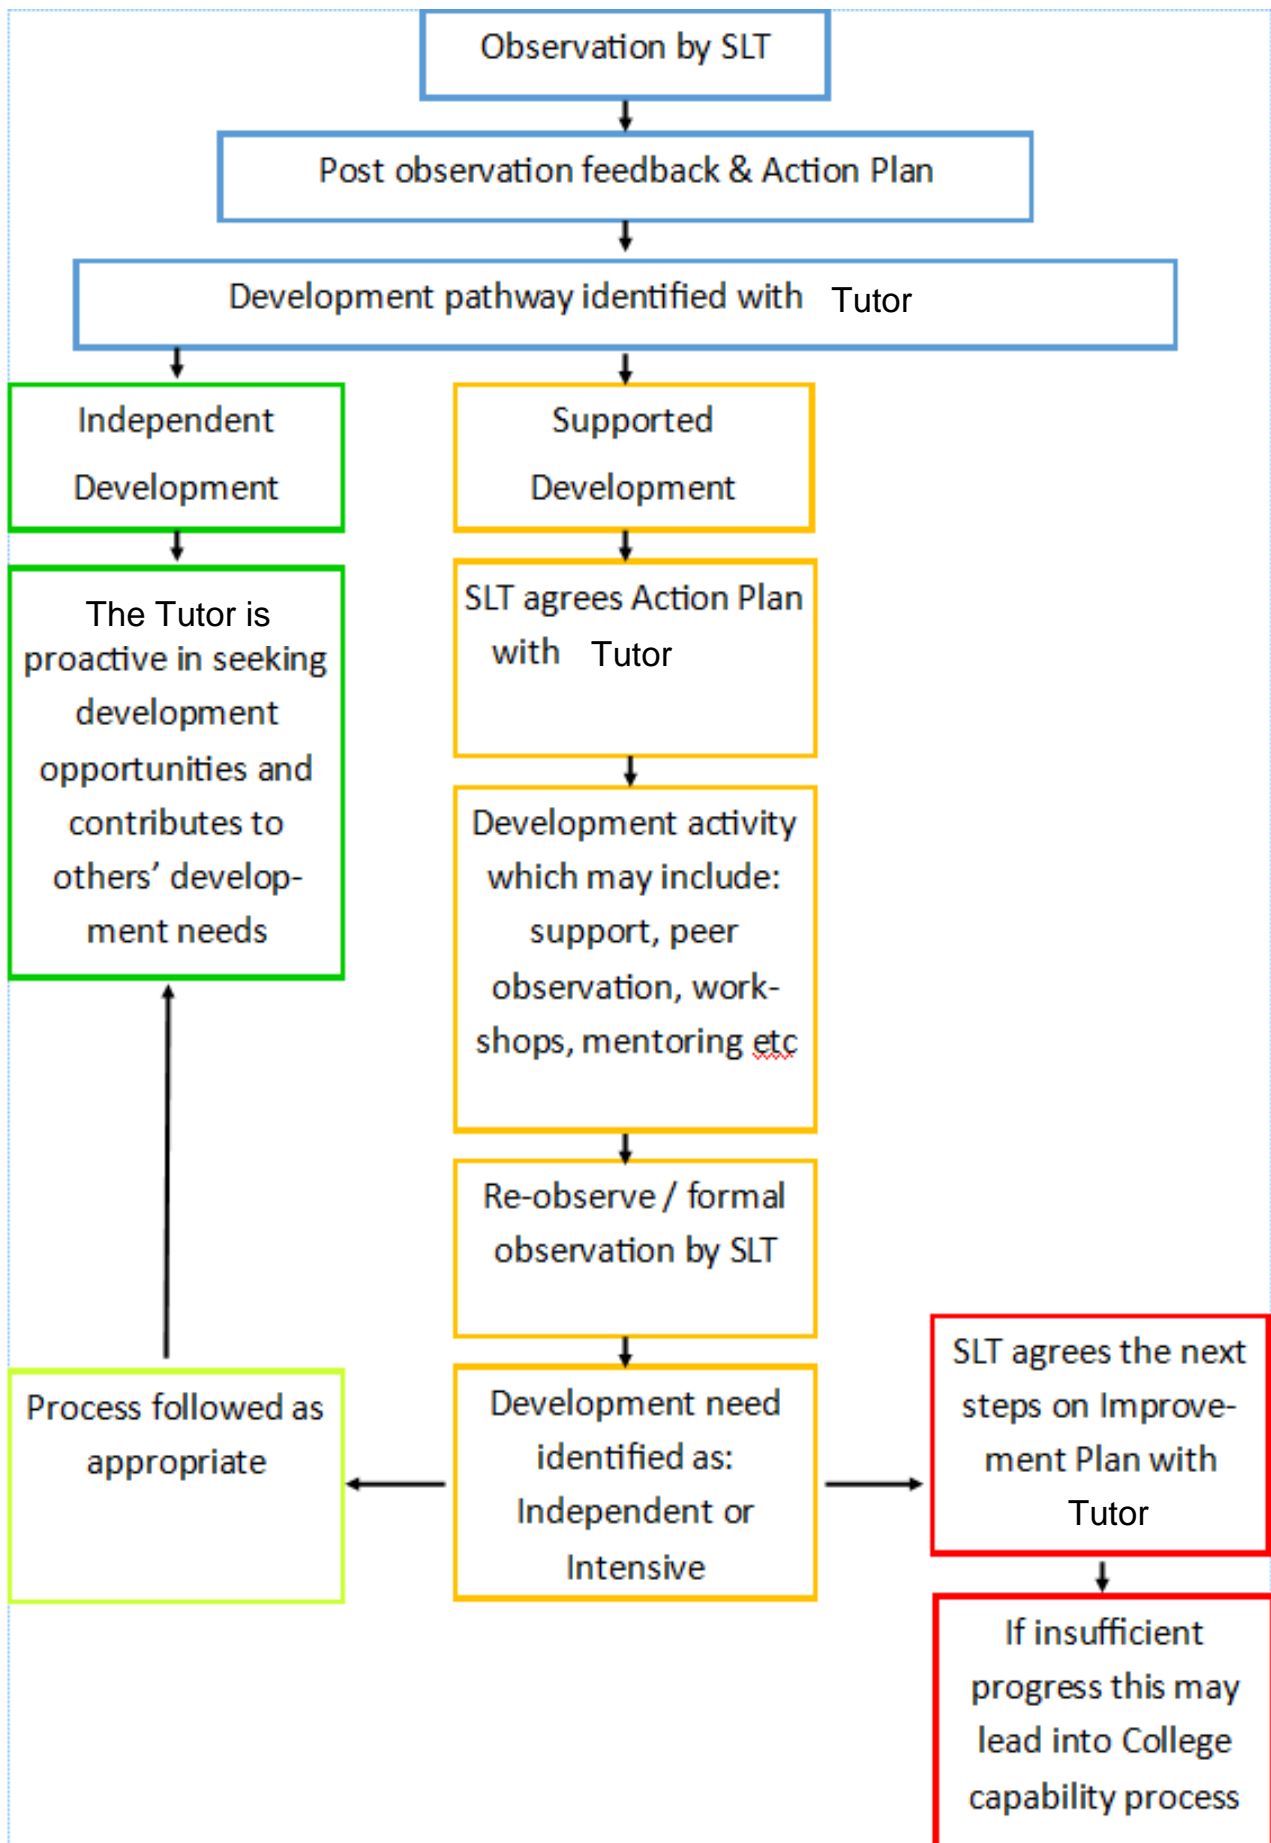 Observation by SLT
Post observation feedback & Action Plan
Development pathway identified with Tutor
Independent
Development
Supported
Development
The Tutor is
proactive in seeking
development
opportunities and
contributes to
others’ develop-
ment needs
SLT agrees Action Plan
with Tutor
Development activity
which may include:
support, peer
observation, work-
shops, mentoring etc
Re-observe / formal
observation by SLT
Process followed as
appropriate
Development need
identified as:
Independent or
Intensive
SLT agrees the next
steps on Improve-
ment Plan with
Tutor
If insufficient
progress this may
lead into College
capability process